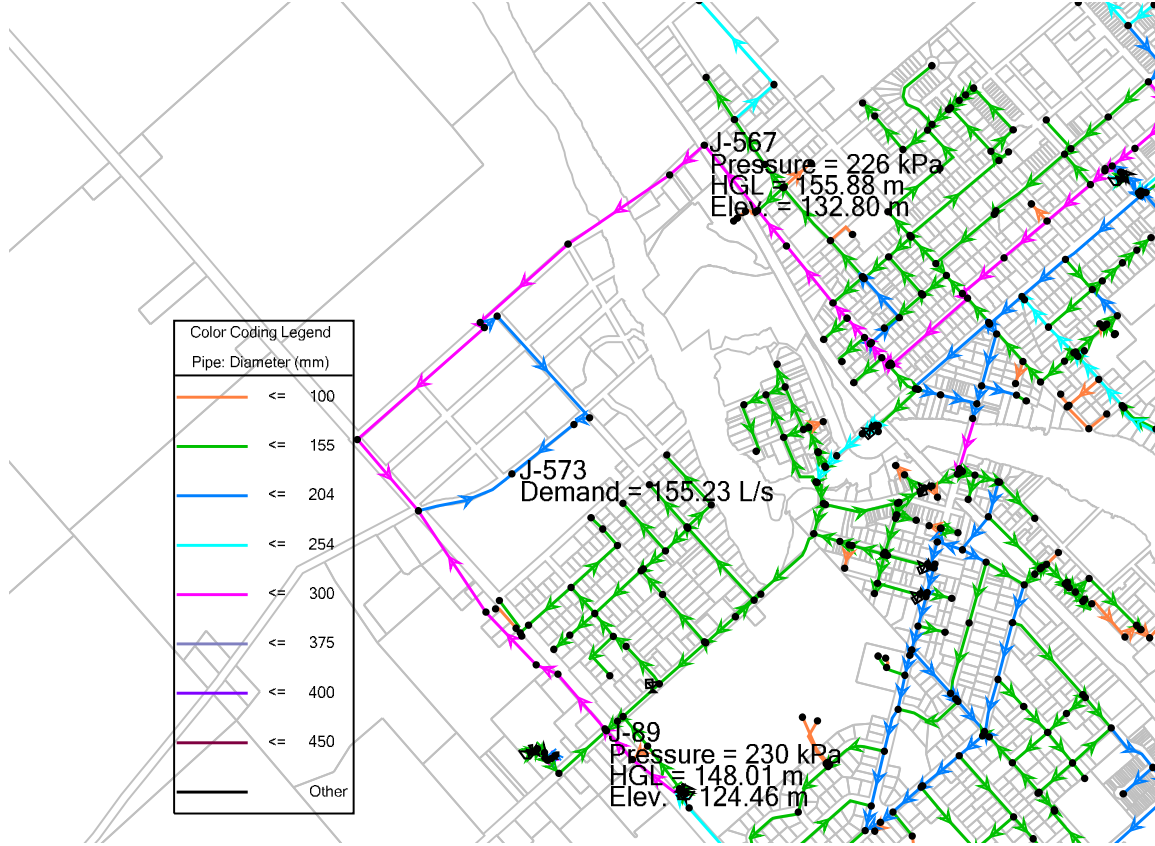 J-567
Pressure = 226 kPa
HGL = 155.88 m
Elev. = 132.80 m
Color Coding Legend
Pipe: Diameter (mm)
<= 100
<= 155
<= 204
<= 254
<= 300
<= 375
<= 400
<= 450
Other
J-573
Demand = 155.23 L/s
J-89
Pressure = 230 kPa
HGL = 148.01 m
Elev. = 124.46 m